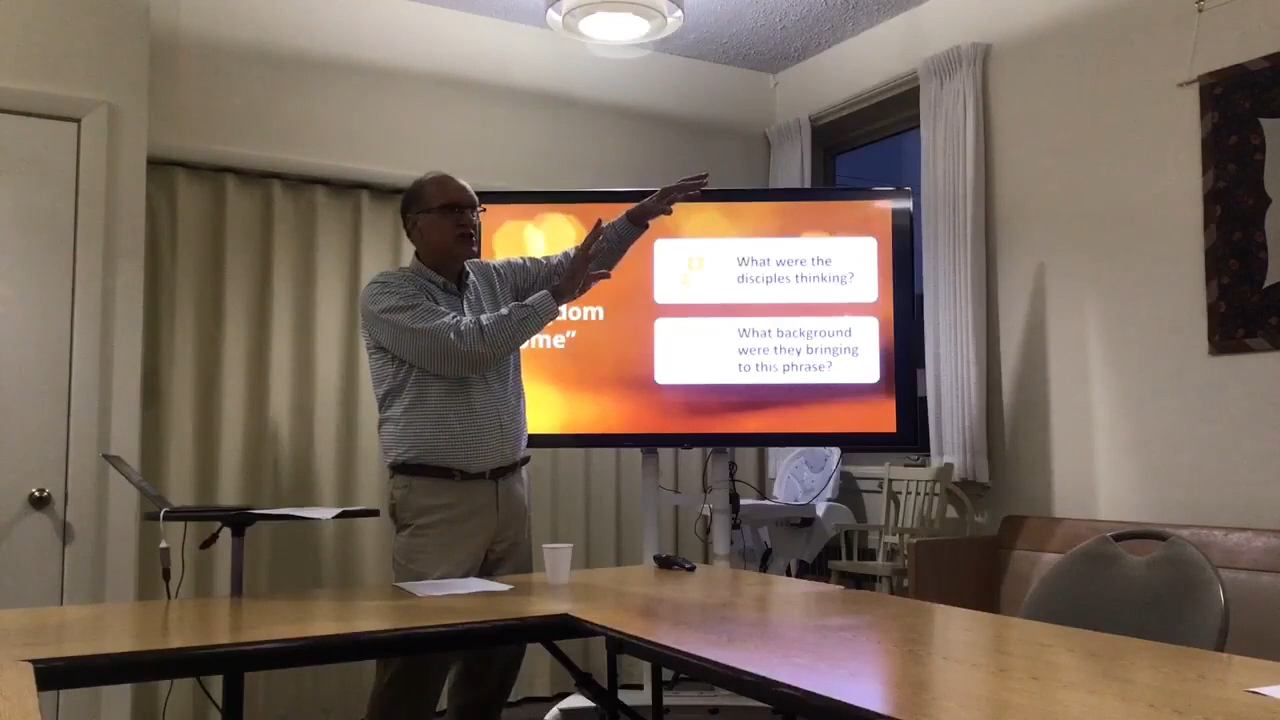 dom
ome”
What were the
disciples thinking?
What background
were they bringing
to this phrase?